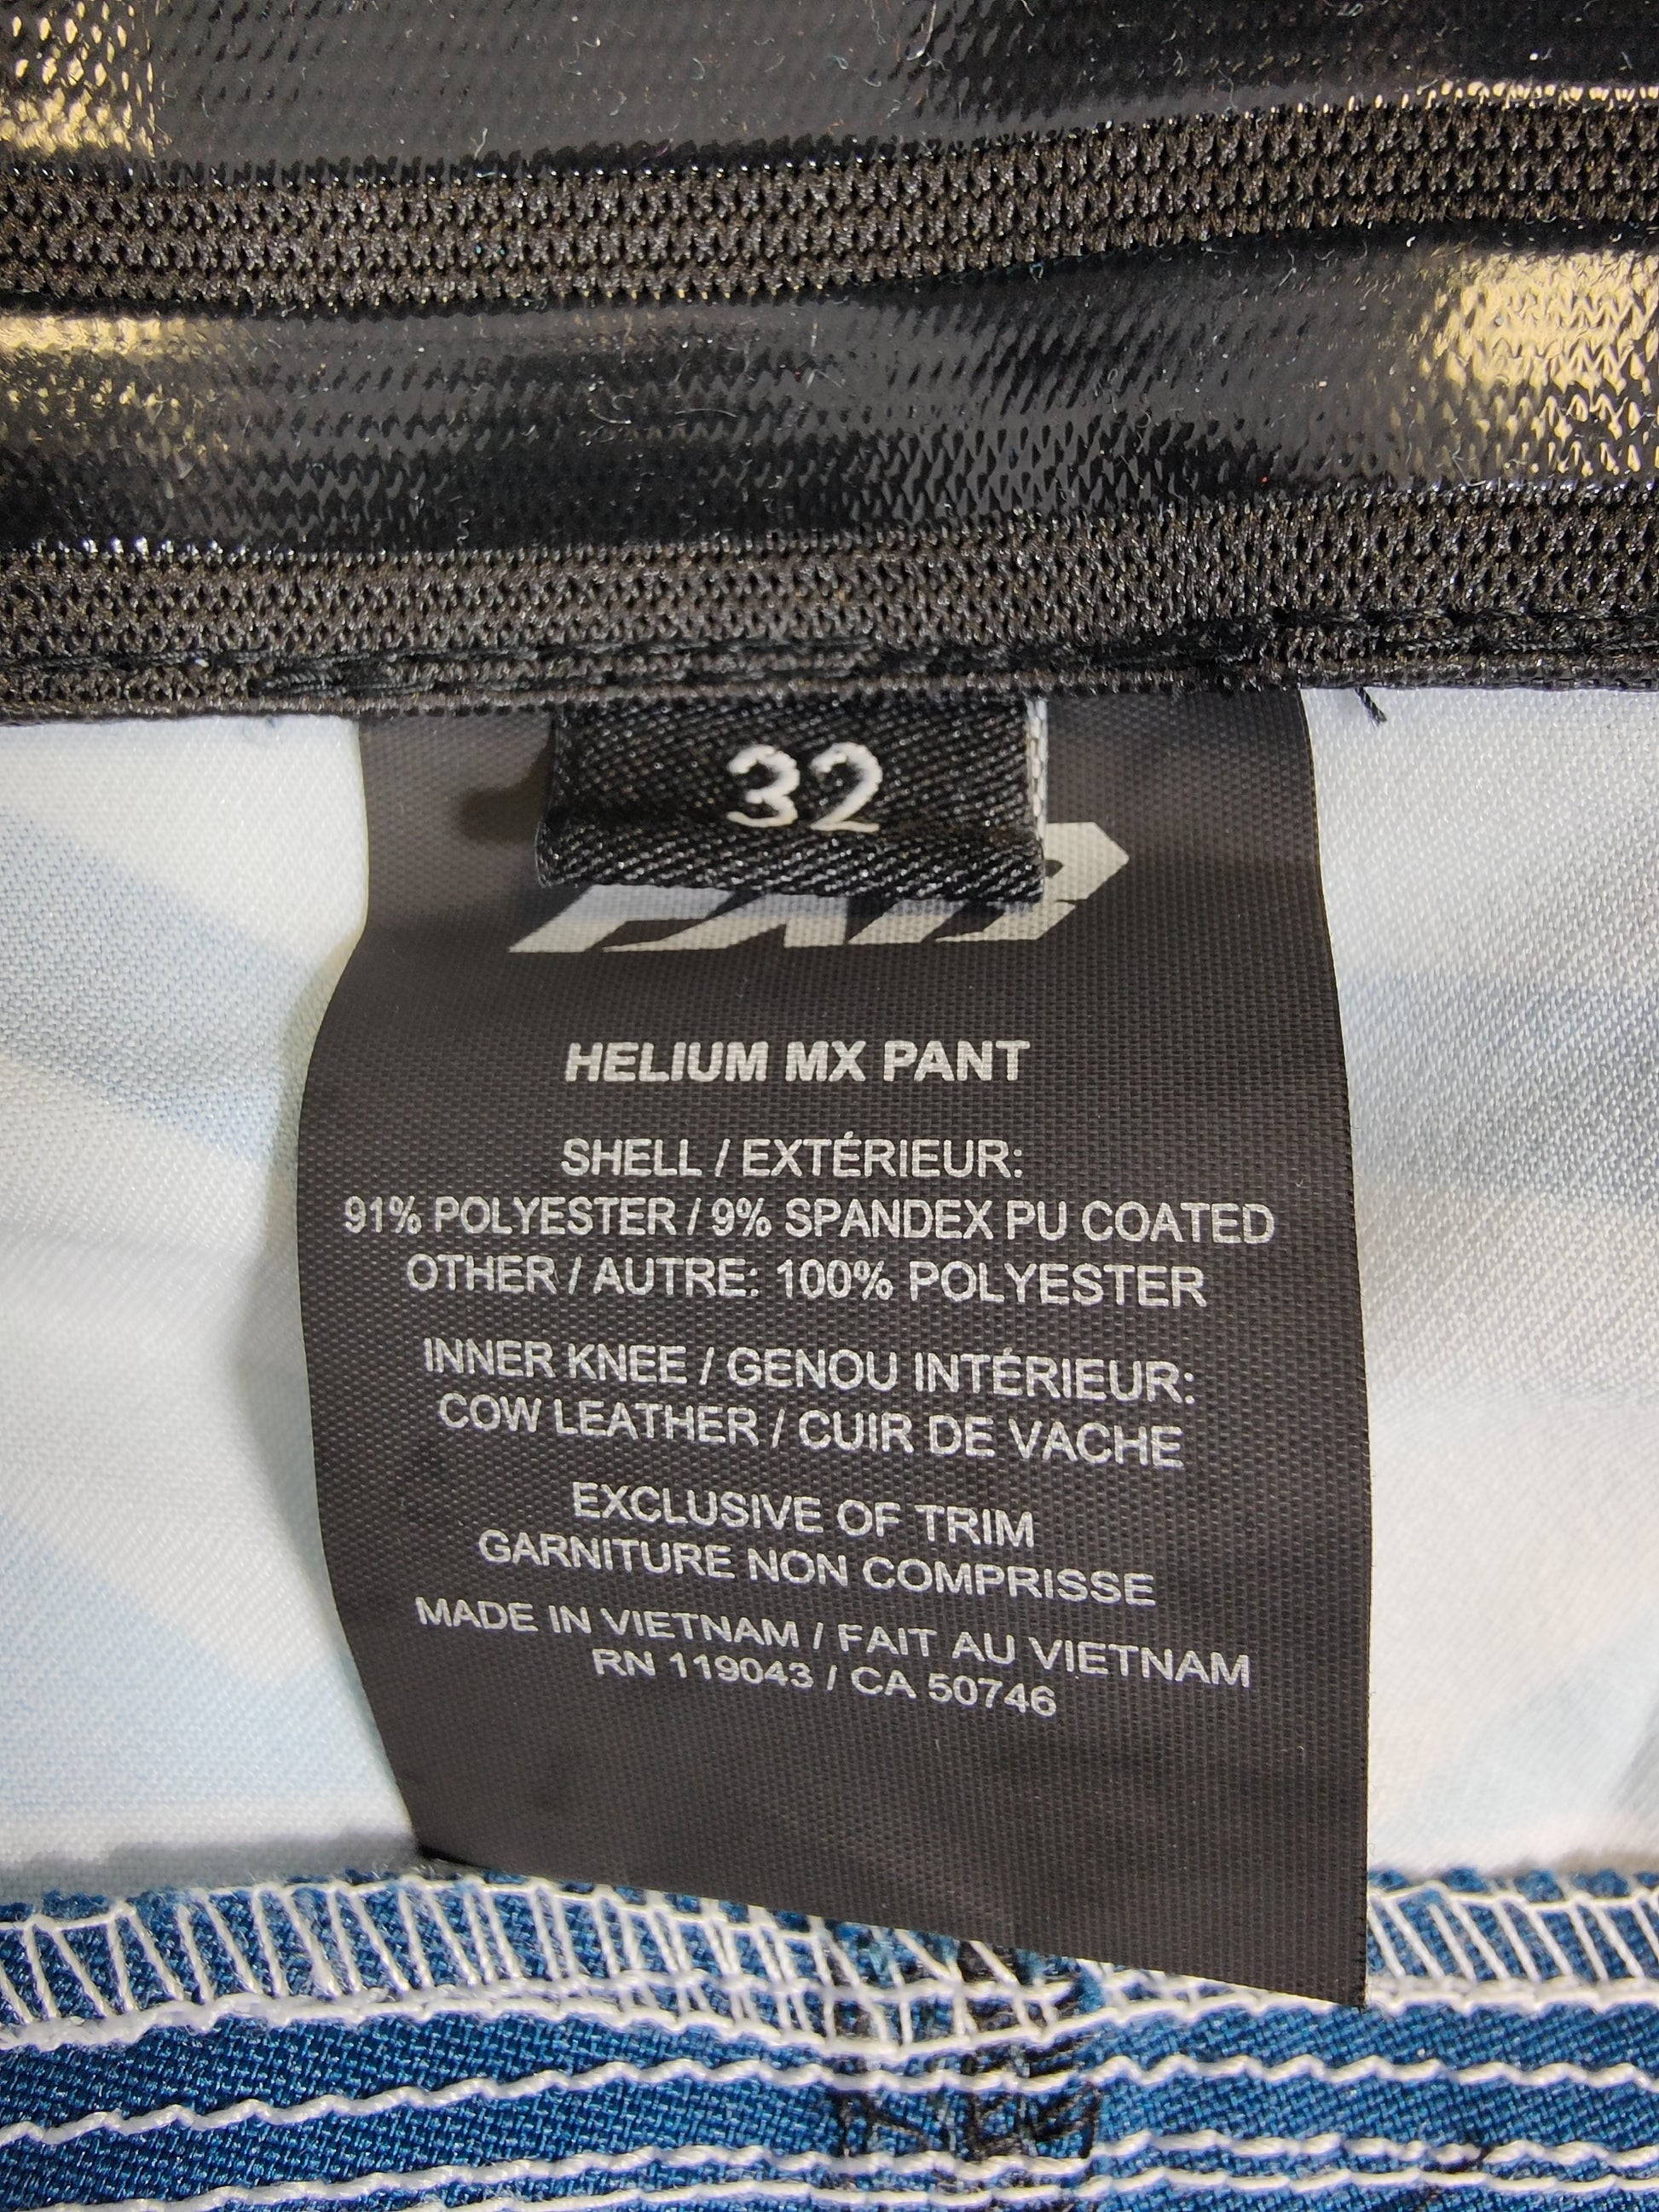 32
HELIUM MX PANT
SHELL / EXTÉRIEUR:
91% POLYESTER / 9% SPANDEX PU COATED
OTHER / AUTRE: 100% POLYESTER
INNER KNEE / GENOU INTÉRIEUR:
COW LEATHER / CUIR DE VACHE
EXCLUSIVE OF TRIM
GARNITURE NON COMPRISSE
MADE IN VIETNAM / FAIT AU VIETNAM
RN 119043 / CA 50746